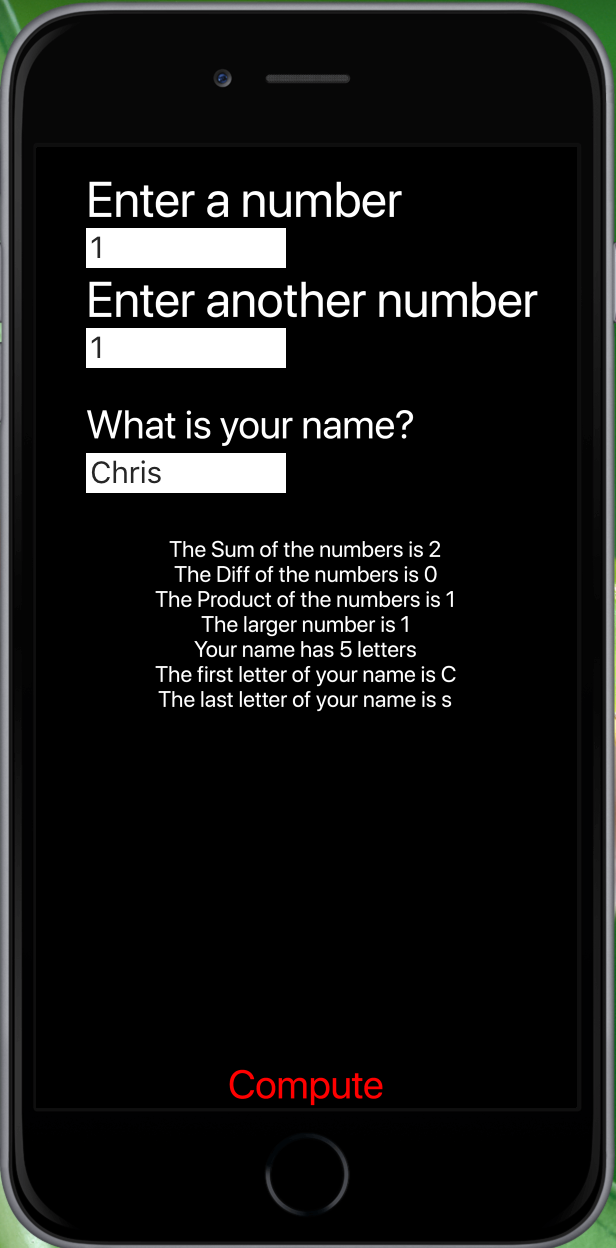 Enter a number
1
Enter another number
1
What is your name?
Chris
The Sum of the numbers is 2
The Diff of the numbers is 0
The Product of the numbers is 1
The larger number is 1
Your name has 5 letters
The first letter of your name is C
The last letter of your name is s
Compute